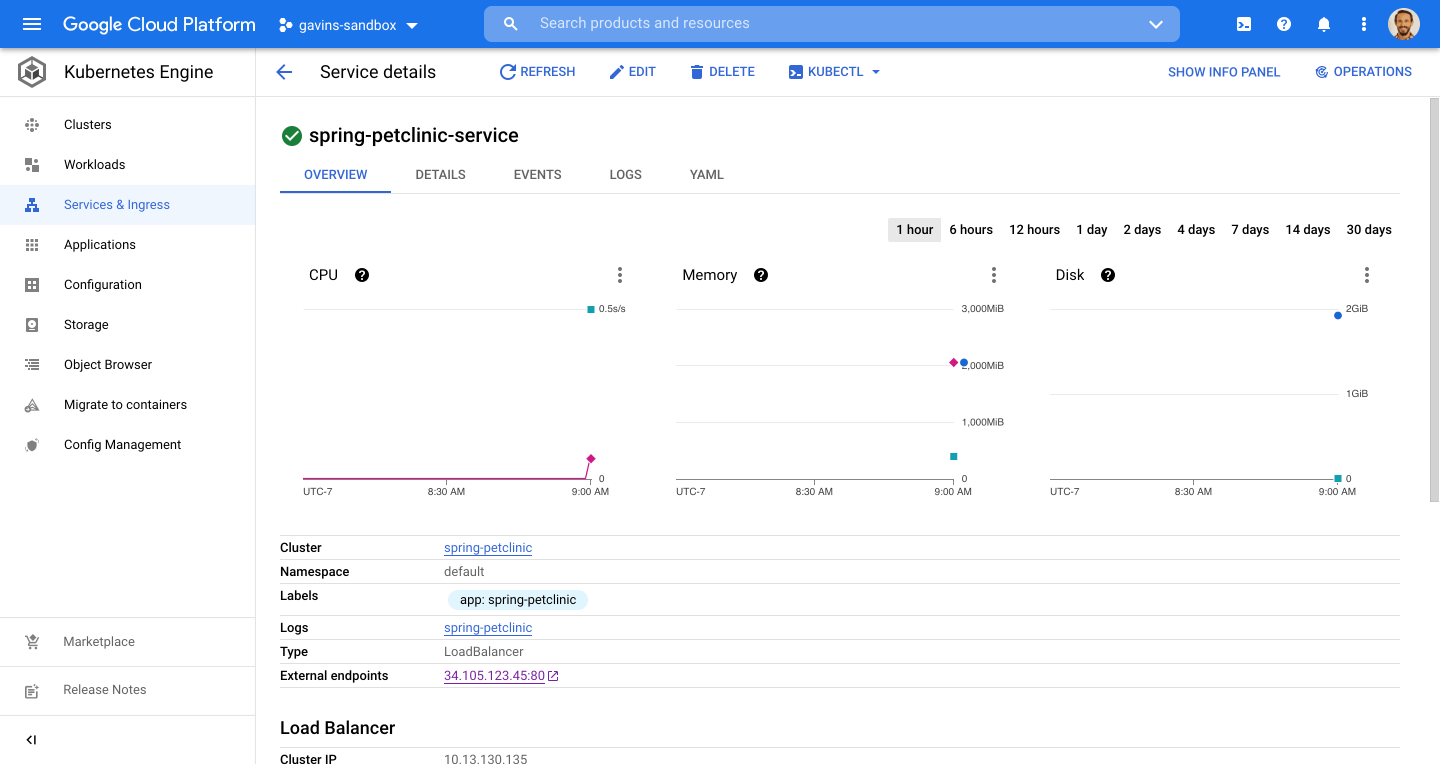 Google Cloud Platform gavins-sandbox Search products and resources
Kubernetes Engine
Service details REFRESH EDIT DELETE KUBECTL SHOW INFO PANEL OPERATIONS
Clusters
Workloads
Services & Ingress
Applications
Configuration
Storage
Object Browser
Migrate to containers
Config Management
Marketplace
Release Notes
spring-petclinic-service
OVERVIEW DETAILS EVENTS LOGS YAML
1 hour 6 hours 12 hours 1 day 2 days 4 days 7 days 14 days 30 days
CPU
0.5s/s
0
UTC-7 8:30 AM 9:00 AM
Memory
3,000MiB
2,000MiB
1,000MiB
0
UTC-7 8:30 AM 9:00 AM
Disk
2GiB
1GiB
0
UTC-7 8:30 AM 9:00 AM
Cluster spring-petclinic
Namespace default
Labels app: spring-petclinic
Logs spring-petclinic
Type LoadBalancer
External endpoints 34.105.123.45:80
Load Balancer
Cluster IP 10.13.130.135